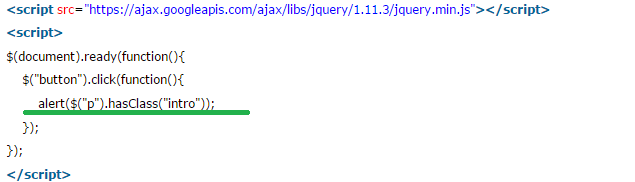 <script src="https://ajax.googleapis.com/ajax/libs/jquery/1.11.3/jquery.min.js"></script>
<script>
$(document).ready(function(){
$("button").click(function(){
alert($("p").hasClass("intro"));
});
});
</script>